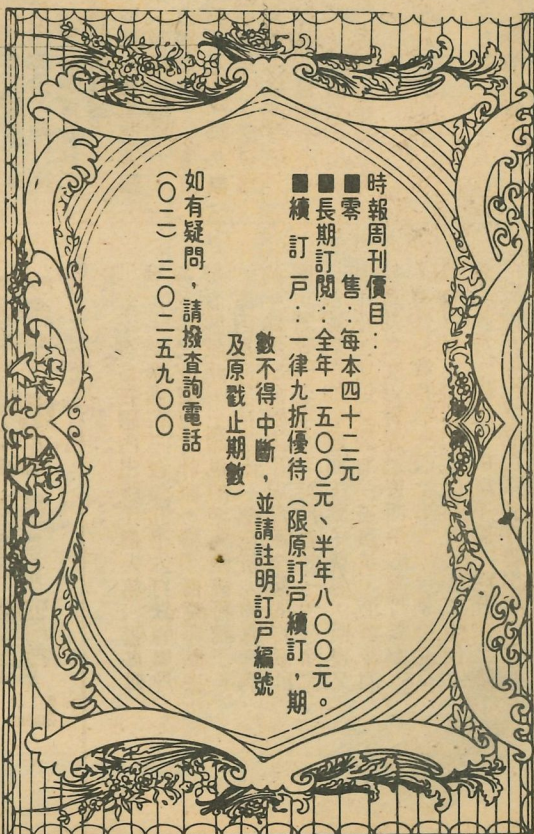 時報周刊價目：
■零　售：每本四十二元
■長期訂閱：全年一五〇〇元、半年八〇〇元。
■續訂戶：一律九折優待（限原訂戶續訂，期
數不得中斷，並請註明訂戶編號
及原戳止期數）
如有疑問，請撥查詢電話
（〇二）三〇二五九〇〇